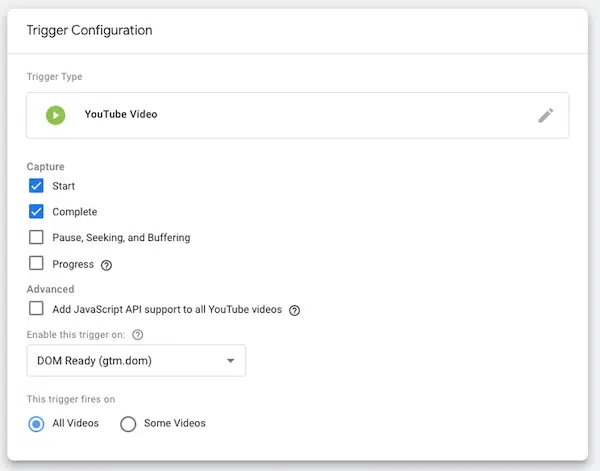 Trigger Configuration
Trigger Type
YouTube Video
Capture
Start
Complete
Pause, Seeking, and Buffering
Progress
Advanced
Add JavaScript API support to all YouTube videos
Enable this trigger on:
DOM Ready (gtm.dom)
This trigger fires on
All Videos Some Videos